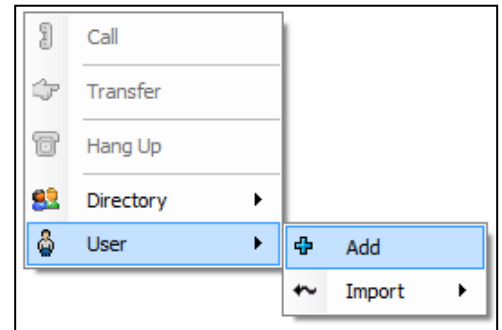 Call
Transfer
Hang Up
Directory
User
Add
Import